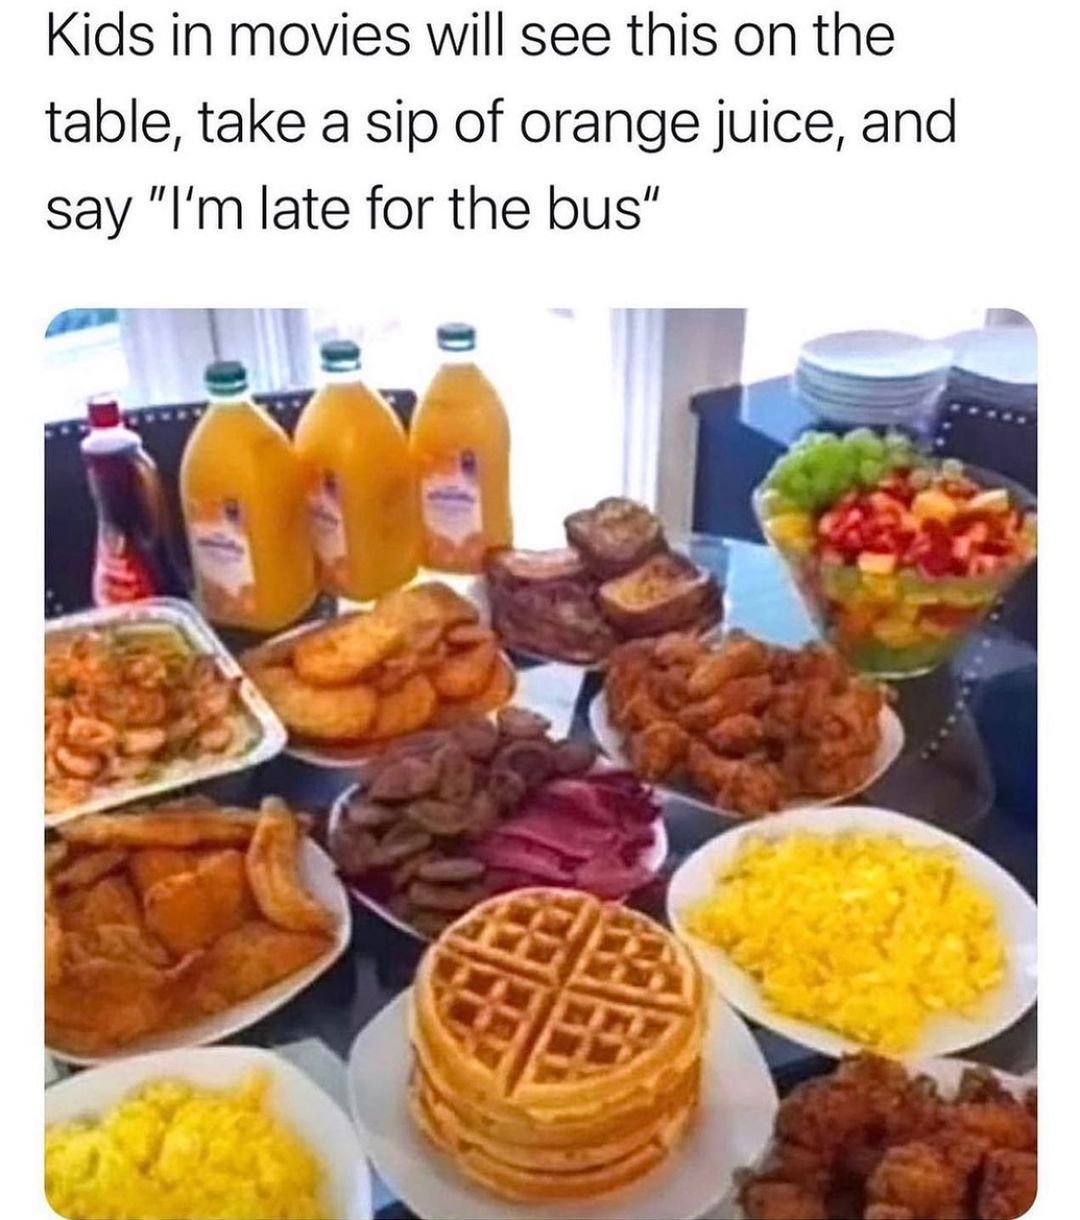 Kids in movies will see this on the
table, take a sip of orange juice, and
say "I'm late for the bus"